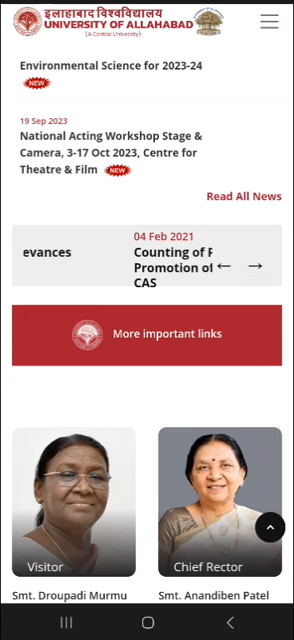 इलाहाबाद विश्वविद्यालय
UNIVERSITY OF ALLAHABAD
(A Central University)
Environmental Science for 2023-24
NEW
19 Sep 2023
National Acting Workshop Stage &
Camera, 3-17 Oct 2023, Centre for
Theatre & Film NEW
Read All News
04 Feb 2021
evances
Counting of
Promotion of
CAS
More important links
Visitor
Chief Rector
Smt. Droupadi Murmu
Smt. Anandiben Patel